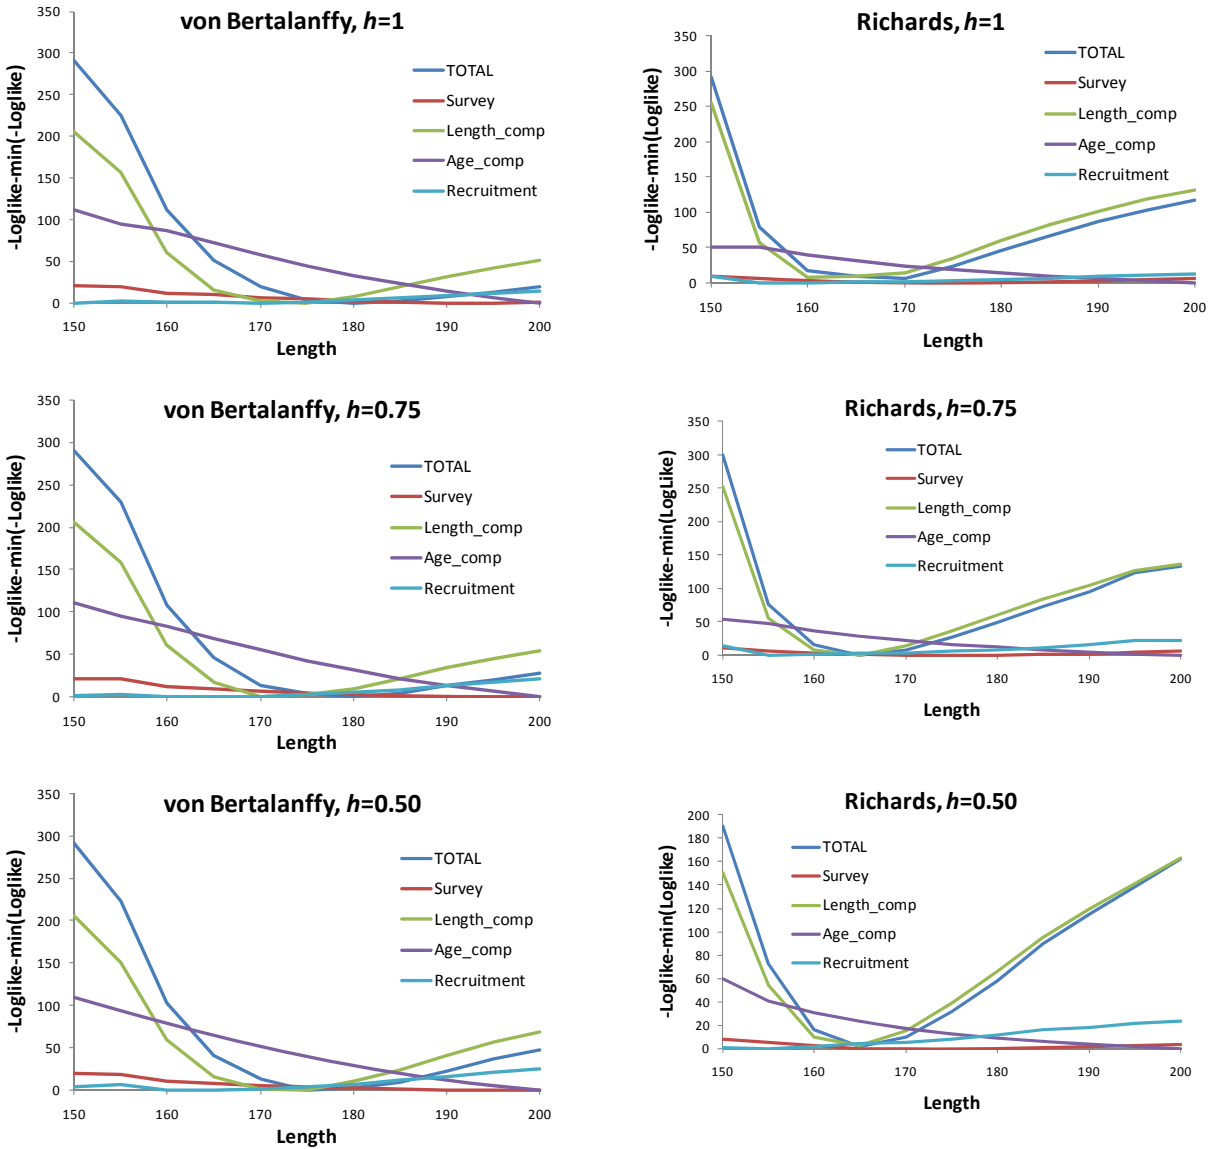 von Bertalanffy, h=1
-Loglike-min(-Loglike)
350
300
250
200
150
100
50
0
150 160 170 180 190 200
Length
TOTAL
Survey
Length_comp
Age_comp
Recruitment
Richards, h=1
-Loglike-min(Loglike)
350
300
250
200
150
100
50
0
150 160 170 180 190 200
Length
TOTAL
Survey
Length_comp
Age_comp
Recruitment
von Bertalanffy, h=0.75
-Loglike-min(-Loglike)
350
300
250
200
150
100
50
0
150 160 170 180 190 200
Length
TOTAL
Survey
Length_comp
Age_comp
Recruitment
Richards, h=0.75
-Loglike-min(LogLike)
350
300
250
200
150
100
50
0
150 160 170 180 190 200
Length
TOTAL
Survey
Length_comp
Age_comp
Recruitment
von Bertalanffy, h=0.50
-Loglike-min(Loglike)
350
300
250
200
150
100
50
0
150 160 170 180 190 200
Length
TOTAL
Survey
Length_comp
Age_comp
Recruitment
Richards, h=0.50
-Loglike-min(Loglike)
200
180
160
140
120
100
80
60
40
20
0
150 160 170 180 190 200
Length
TOTAL
Survey
Length_comp
Age_comp
Recruitment